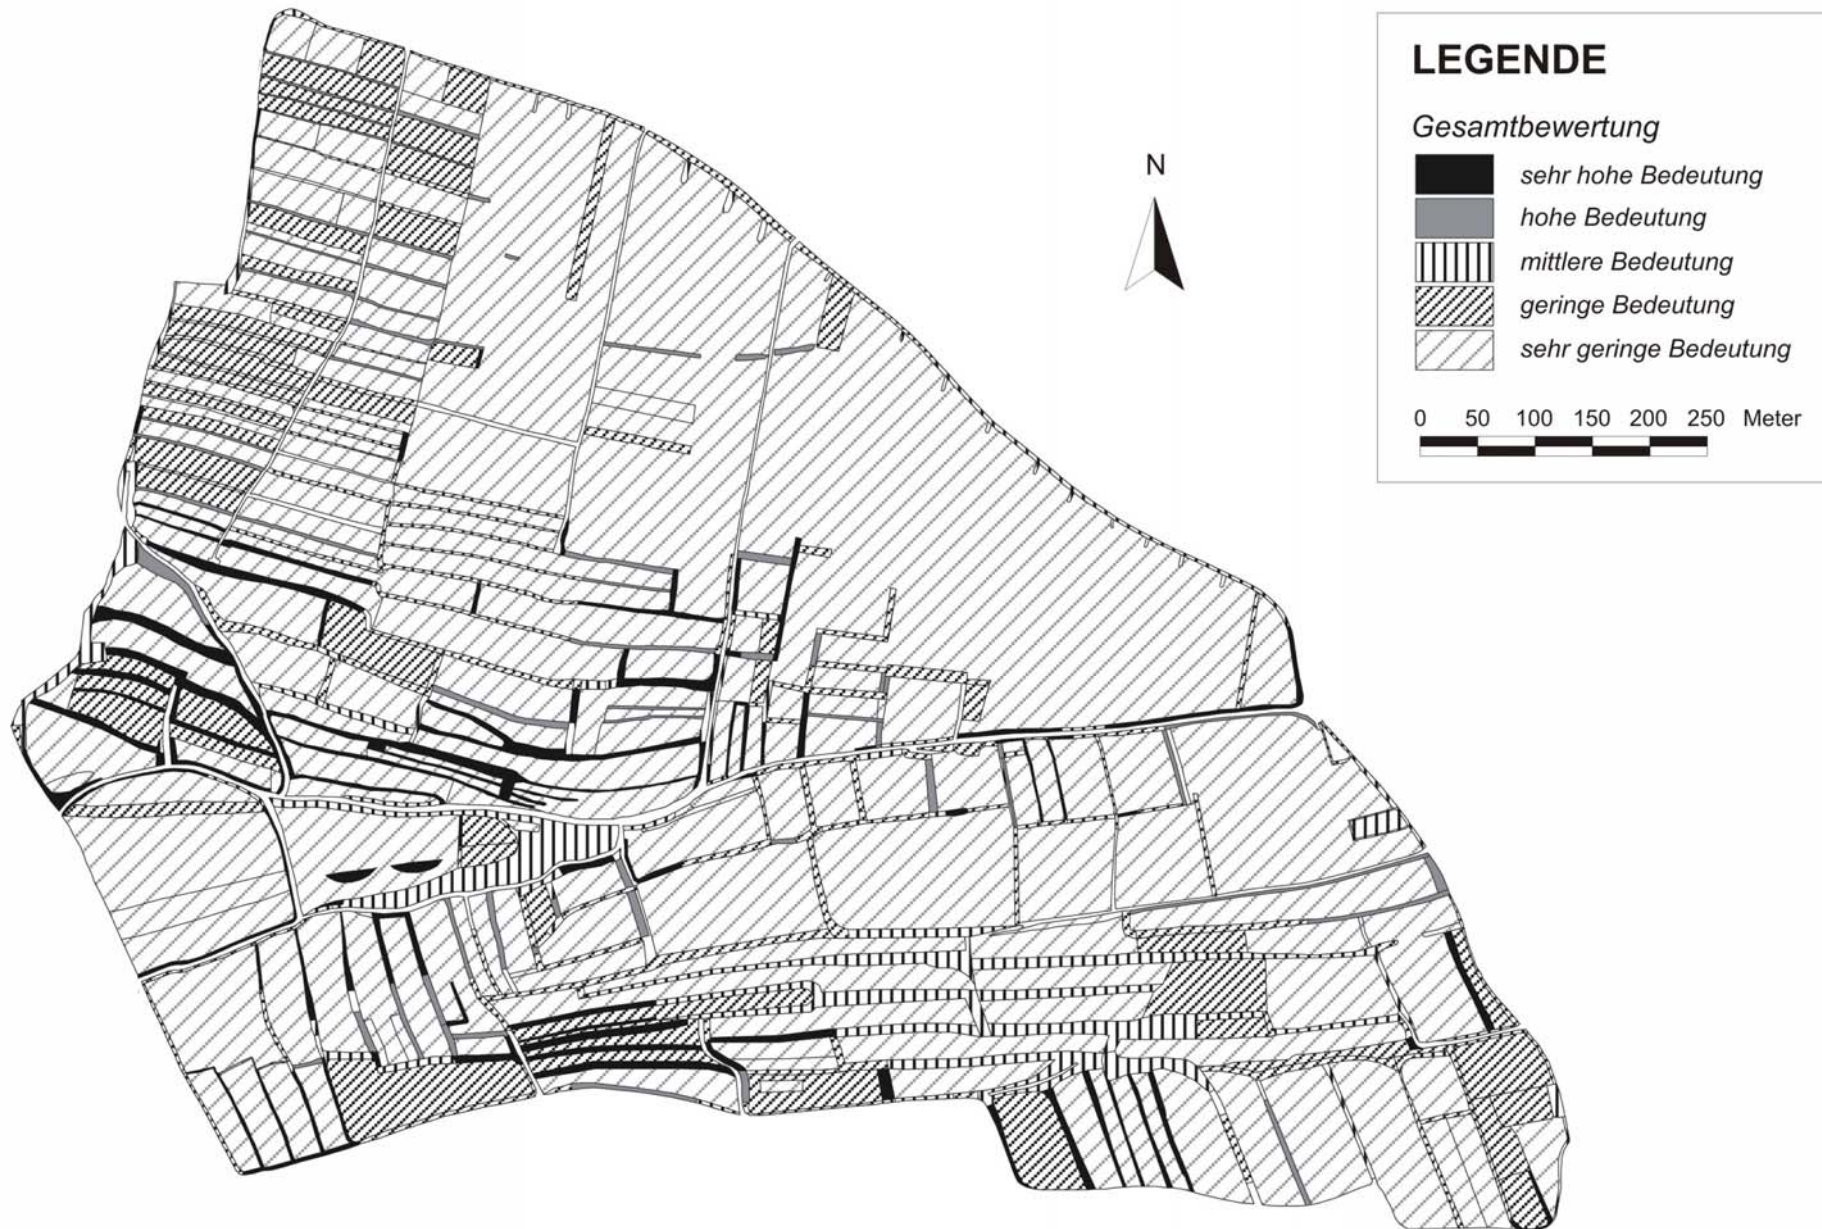 LEGENDE
Gesamtbewertung
sehr hohe Bedeutung
hohe Bedeutung
mittlere Bedeutung
geringe Bedeutung
sehr geringe Bedeutung
0 50 100 150 200 250 Meter
N